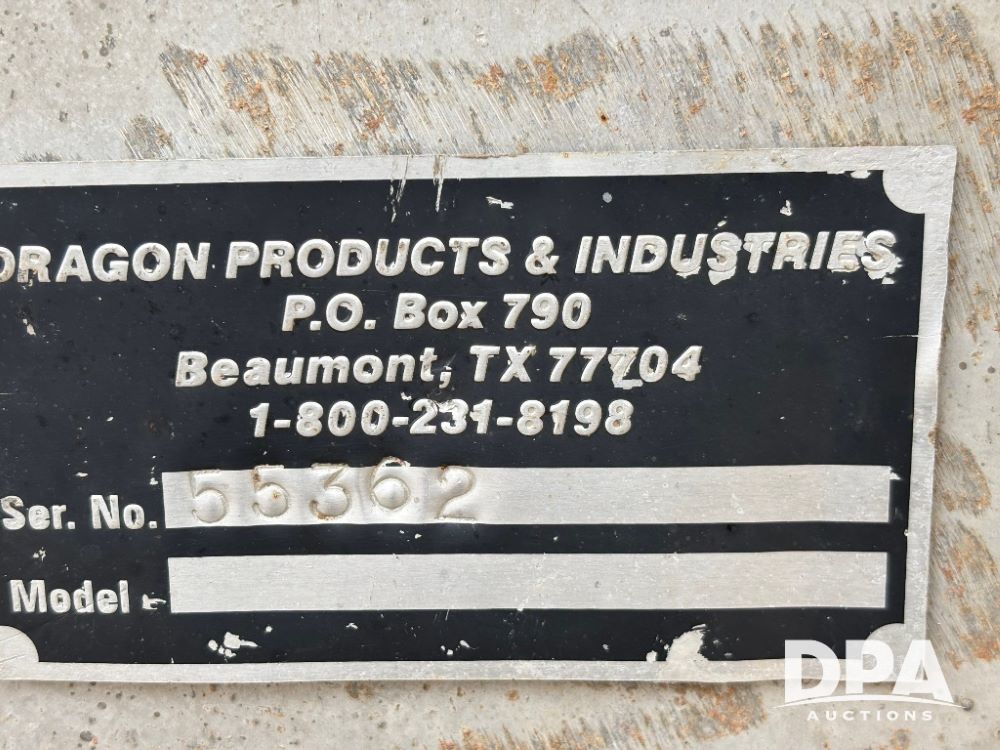 DRAGON PRODUCTS & INDUSTRIES
P.O. Box 790
Beaumont, TX 77704
1-800-231-8198
Ser. No. 55362
Model
DPA
AUCTIONS